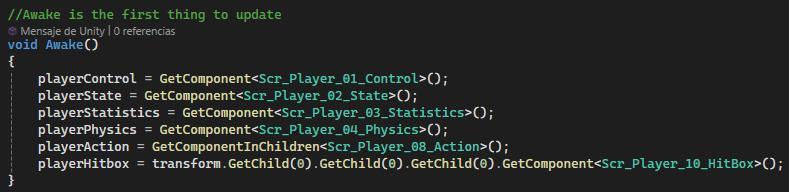 //Awake is the first thing to update
Mensaje de Unity | 0 referencias
void Awake()
{
playerControl = GetComponent<Scr_Player_01_Control>();
playerState = GetComponent<Scr_Player_02_State>();
playerStatistics = GetComponent<Scr_Player_03_Statistics>();
playerPhysics = GetComponent<Scr_Player_04_Physics>();
playerAction = GetComponentInChildren<Scr_Player_08_Action>();
playerHitbox = transform.GetChild(0).GetChild(0).GetChild(0).GetComponent<Scr_Player_10_HitBox>();
}